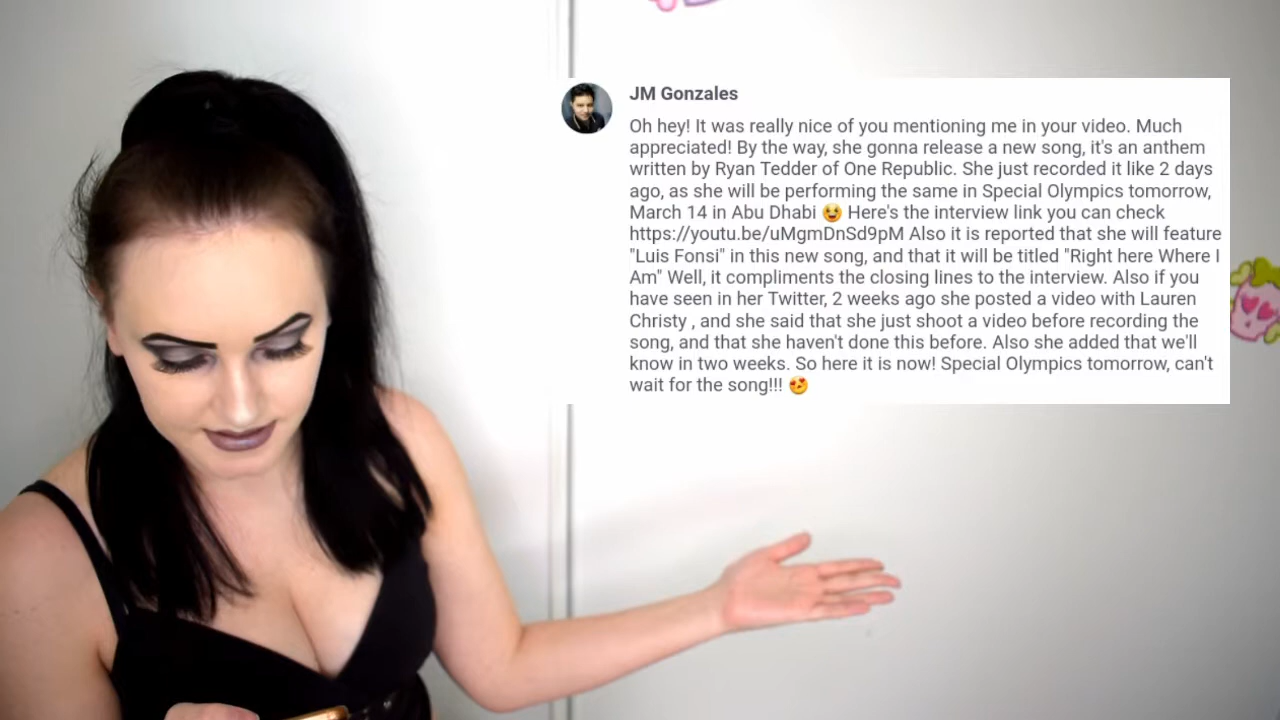 JM Gonzales
Oh hey! It was really nice of you mentioning me in your video. Much
appreciated! By the way, she gonna release a new song, it's an anthem
written by Ryan Tedder of One Republic. She just recorded it like 2 days
ago, as she will be performing the same in Special Olympics tomorrow,
March 14 in Abu Dhabi 😃 Here's the interview link you can check
https://youtu.be/uMgmDnSd9pM Also it is reported that she will feature
"Luis Fonsi" in this new song, and that it will be titled "Right here Where I
Am" Well, it compliments the closing lines to the interview. Also if you
have seen in her Twitter, 2 weeks ago she posted a video with Lauren
Christy , and she said that she just shoot a video before recording the
song, and that she haven't done this before. Also she added that we'll
know in two weeks. So here it is now! Special Olympics tomorrow, can't
wait for the song!!! 😍